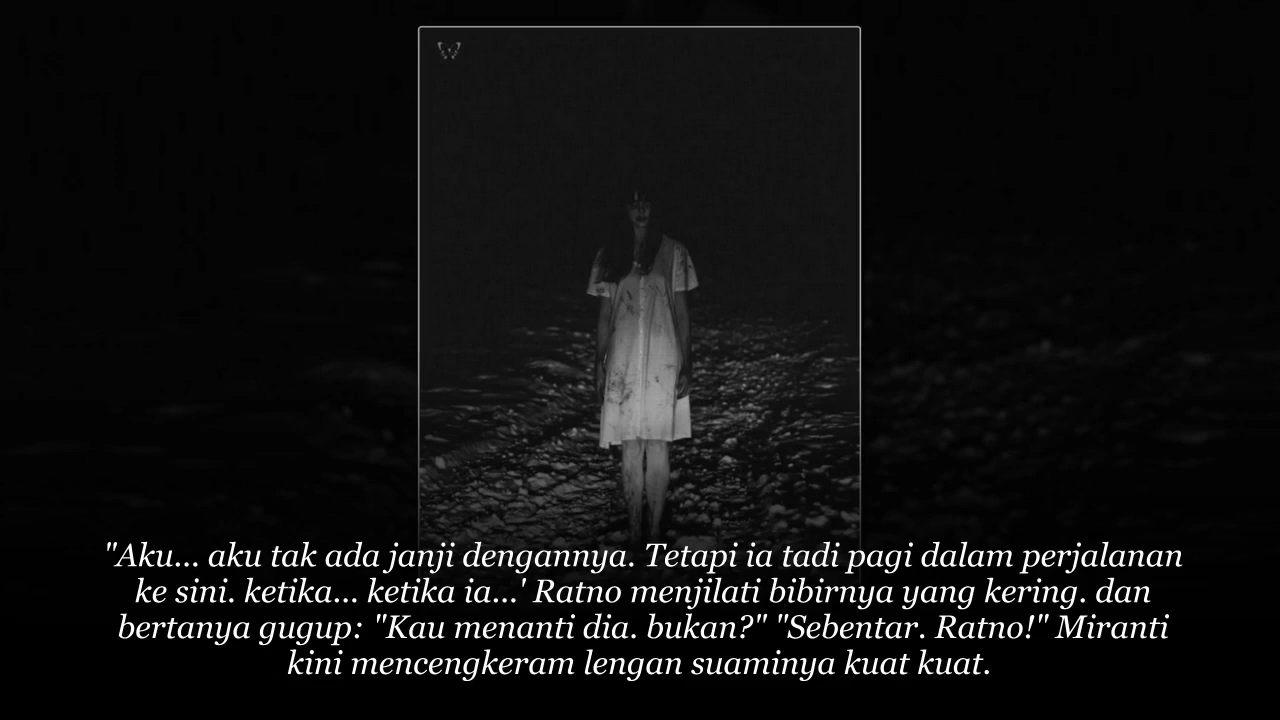 "Aku... aku tak ada janji dengannya. Tetapi ia tadi pagi dalam perjalanan
ke sini. ketika... ketika ia...' Ratno menjilati bibirnya yang kering. dan
bertanya gugup: "Kau menanti dia. bukan?" "Sebentar. Ratno!" Miranti
kini mencengkeram lengan suaminya kuat kuat.